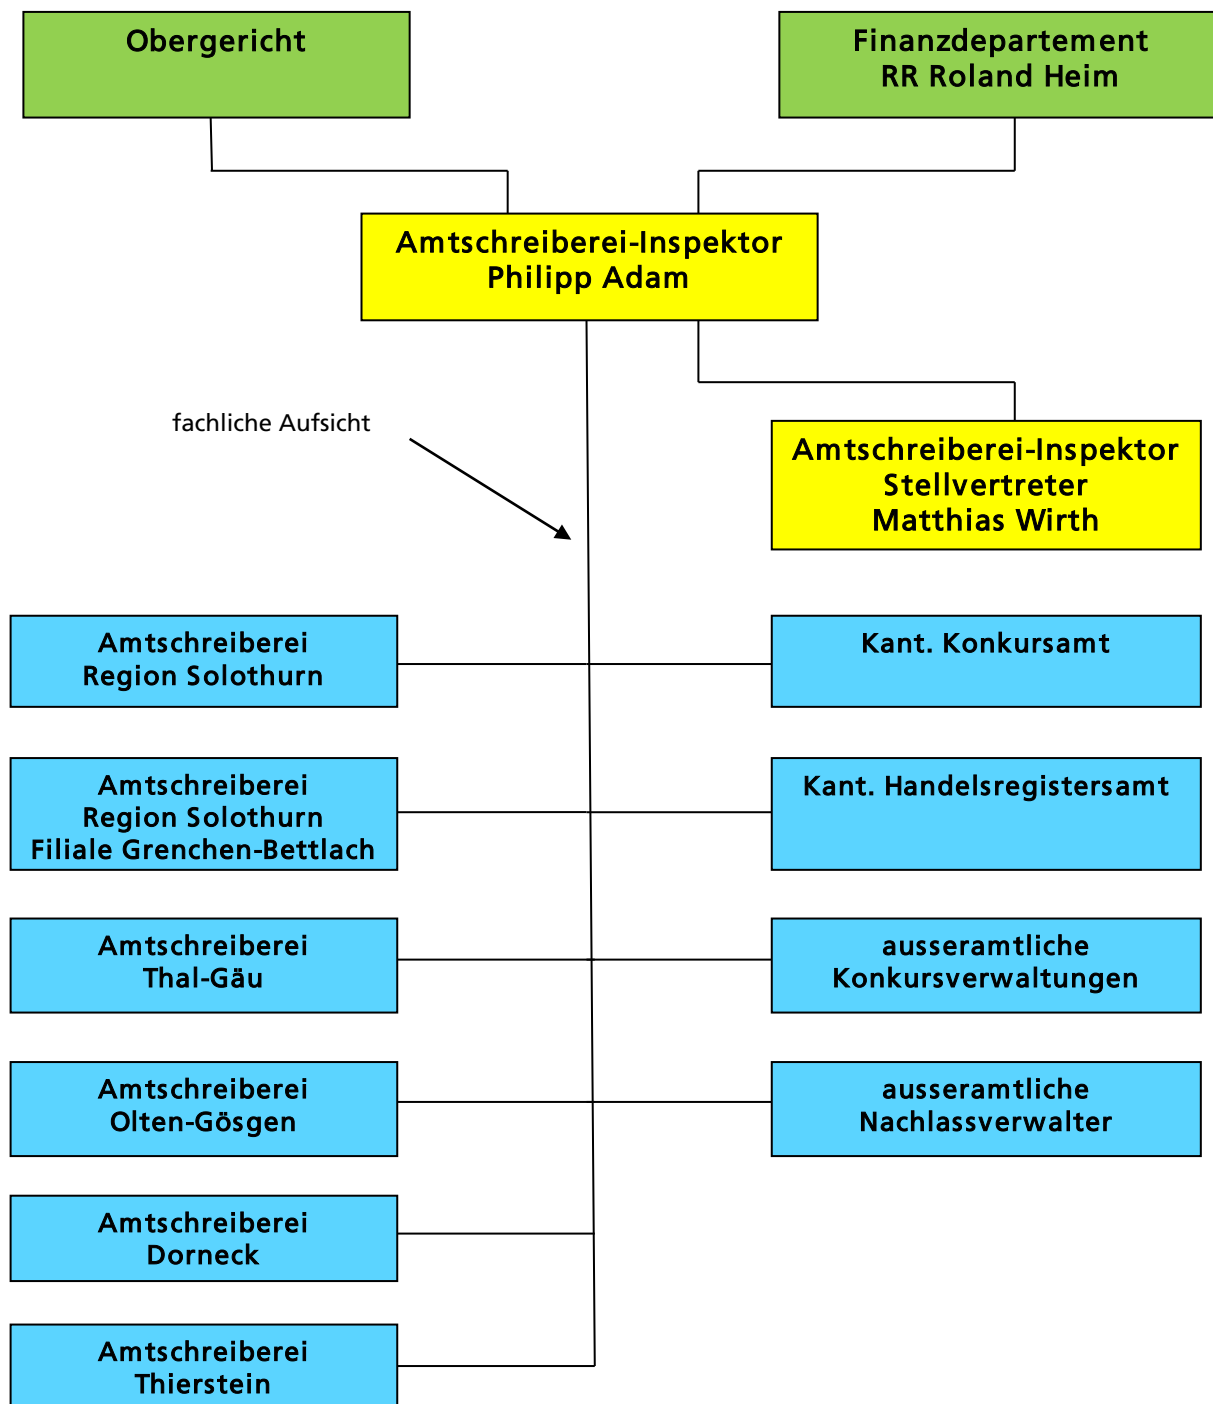 Obergericht
Finanzdepartement
RR Roland Heim
Amtschreiberei-Inspektor
Philipp Adam
fachliche Aufsicht
Amtschreiberei-Inspektor
Stellvertreter
Matthias Wirth
Amtschreiberei
Region Solothurn
Kant. Konkursamt
Amtschreiberei
Region Solothurn
Filiale Grenchen-Bettlach
Kant. Handelsregistersamt
Amtschreiberei
Thal-Gäu
ausseramtliche
Konkursverwaltungen
Amtschreiberei
Olten-Gösgen
ausseramtliche
Nachlassverwalter
Amtschreiberei
Dorneck
Amtschreiberei
Thierstein